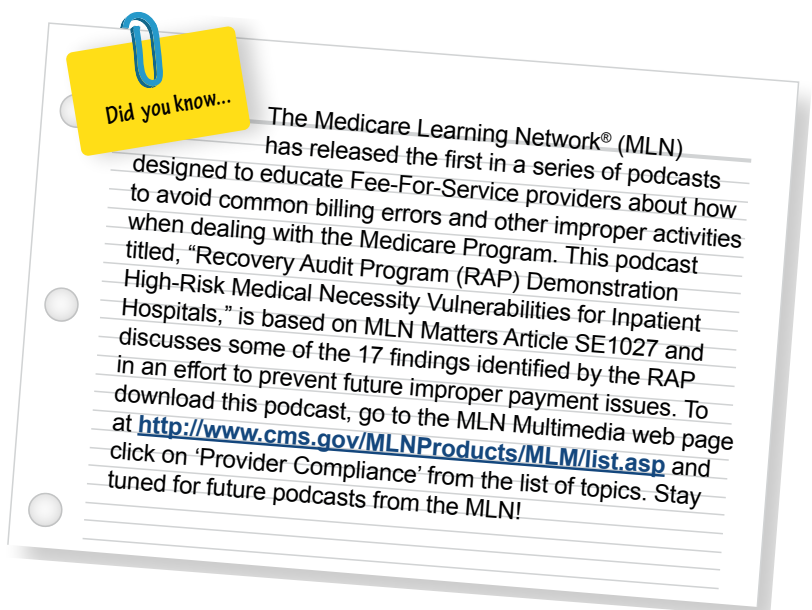 Did you know...
The Medicare Learning Network® (MLN)
has released the first in a series of podcasts
designed to educate Fee-For-Service providers about how
to avoid common billing errors and other improper activities
when dealing with the Medicare Program. This podcast
titled, “Recovery Audit Program (RAP) Demonstration
High-Risk Medical Necessity Vulnerabilities for Inpatient
Hospitals,” is based on MLN Matters Article SE1027 and
discusses some of the 17 findings identified by the RAP
in an effort to prevent future improper payment issues. To
download this podcast, go to the MLN Multimedia web page
at http://www.cms.gov/MLNProducts/MLM/list.asp and
click on ‘Provider Compliance’ from the list of topics. Stay
tuned for future podcasts from the MLN!